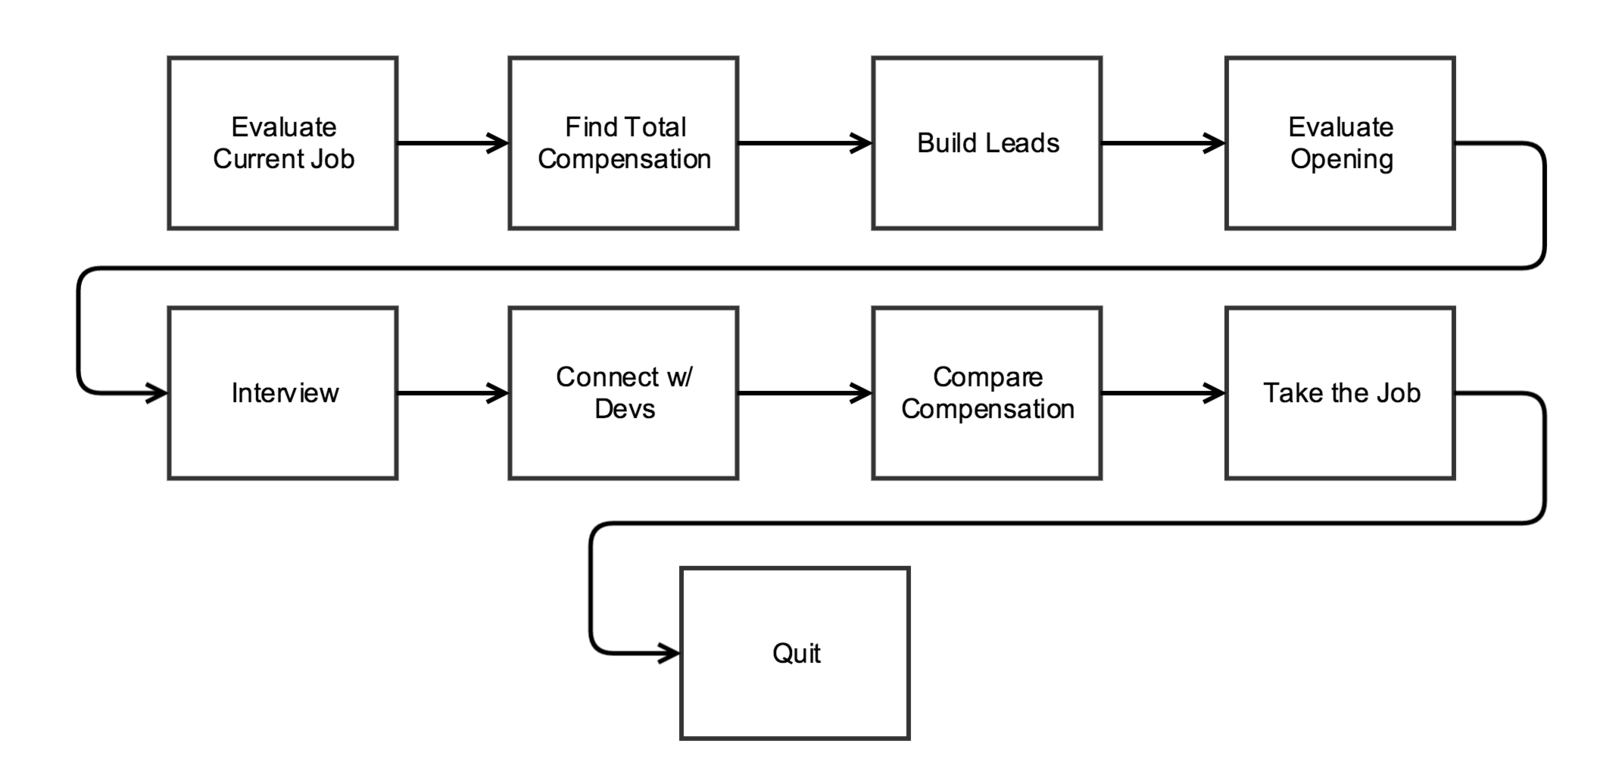 Evaluate
Current Job
Find Total
Compensation
Build Leads
Evaluate
Opening
Interview
Connect w/
Devs
Compare
Compensation
Take the Job
Quit